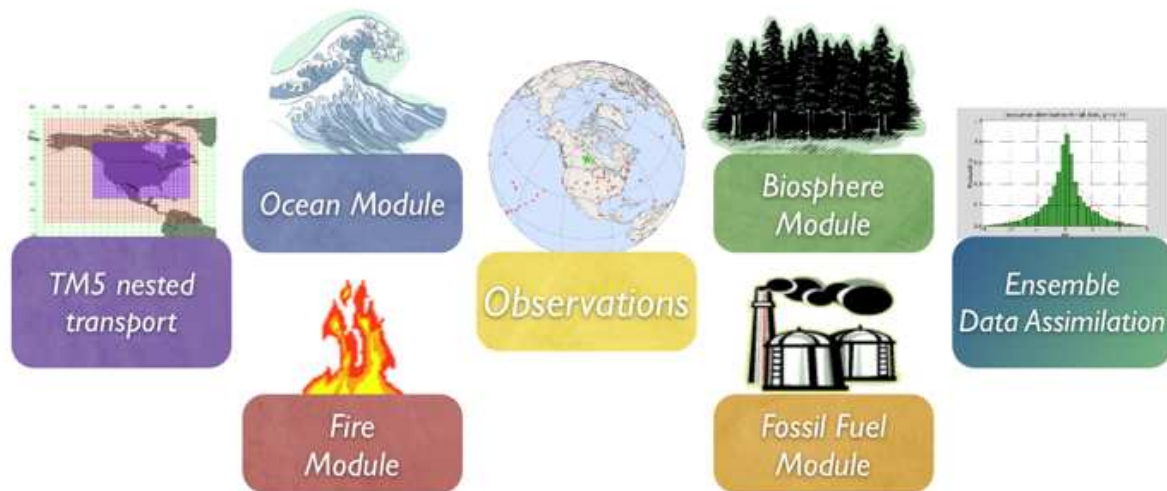 Ocean Module
Biosphere
Module
TM5 nested
transport
Observations
Ensemble
Data Assimilation
Fire
Module
Fossil Fuel
Module